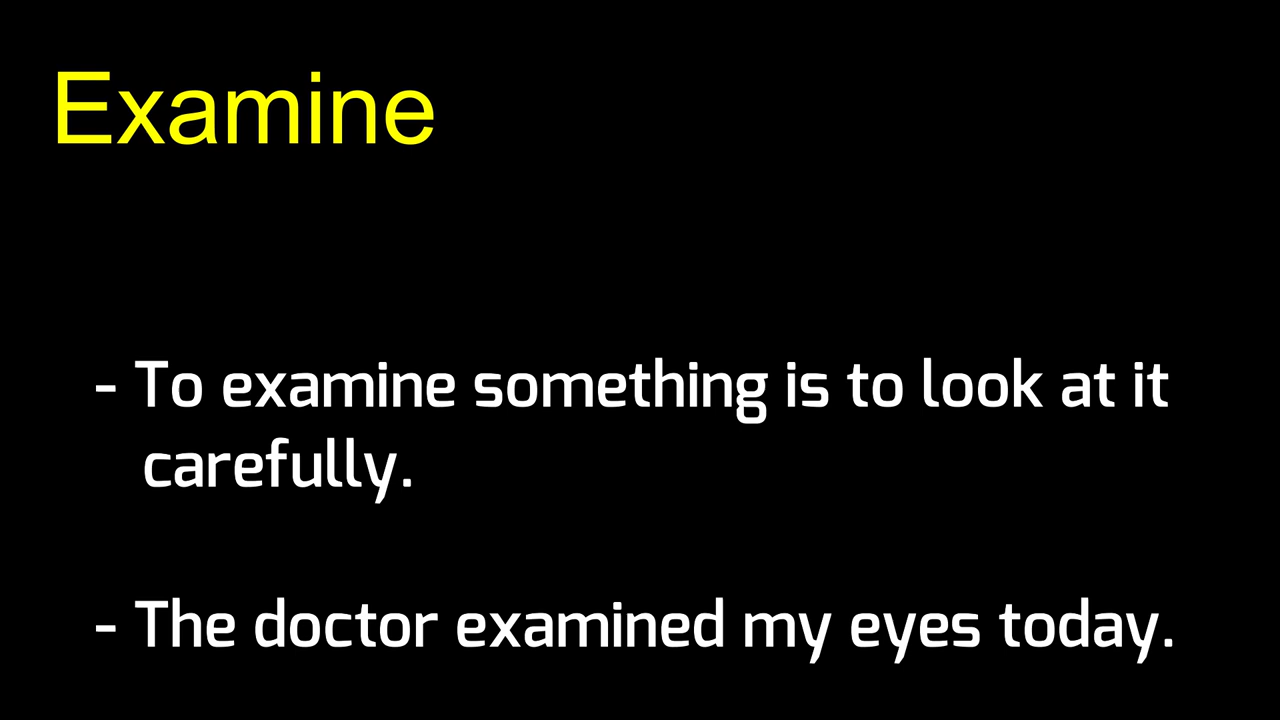 Examine
- To examine something is to look at it
carefully.
- The doctor examined my eyes today.